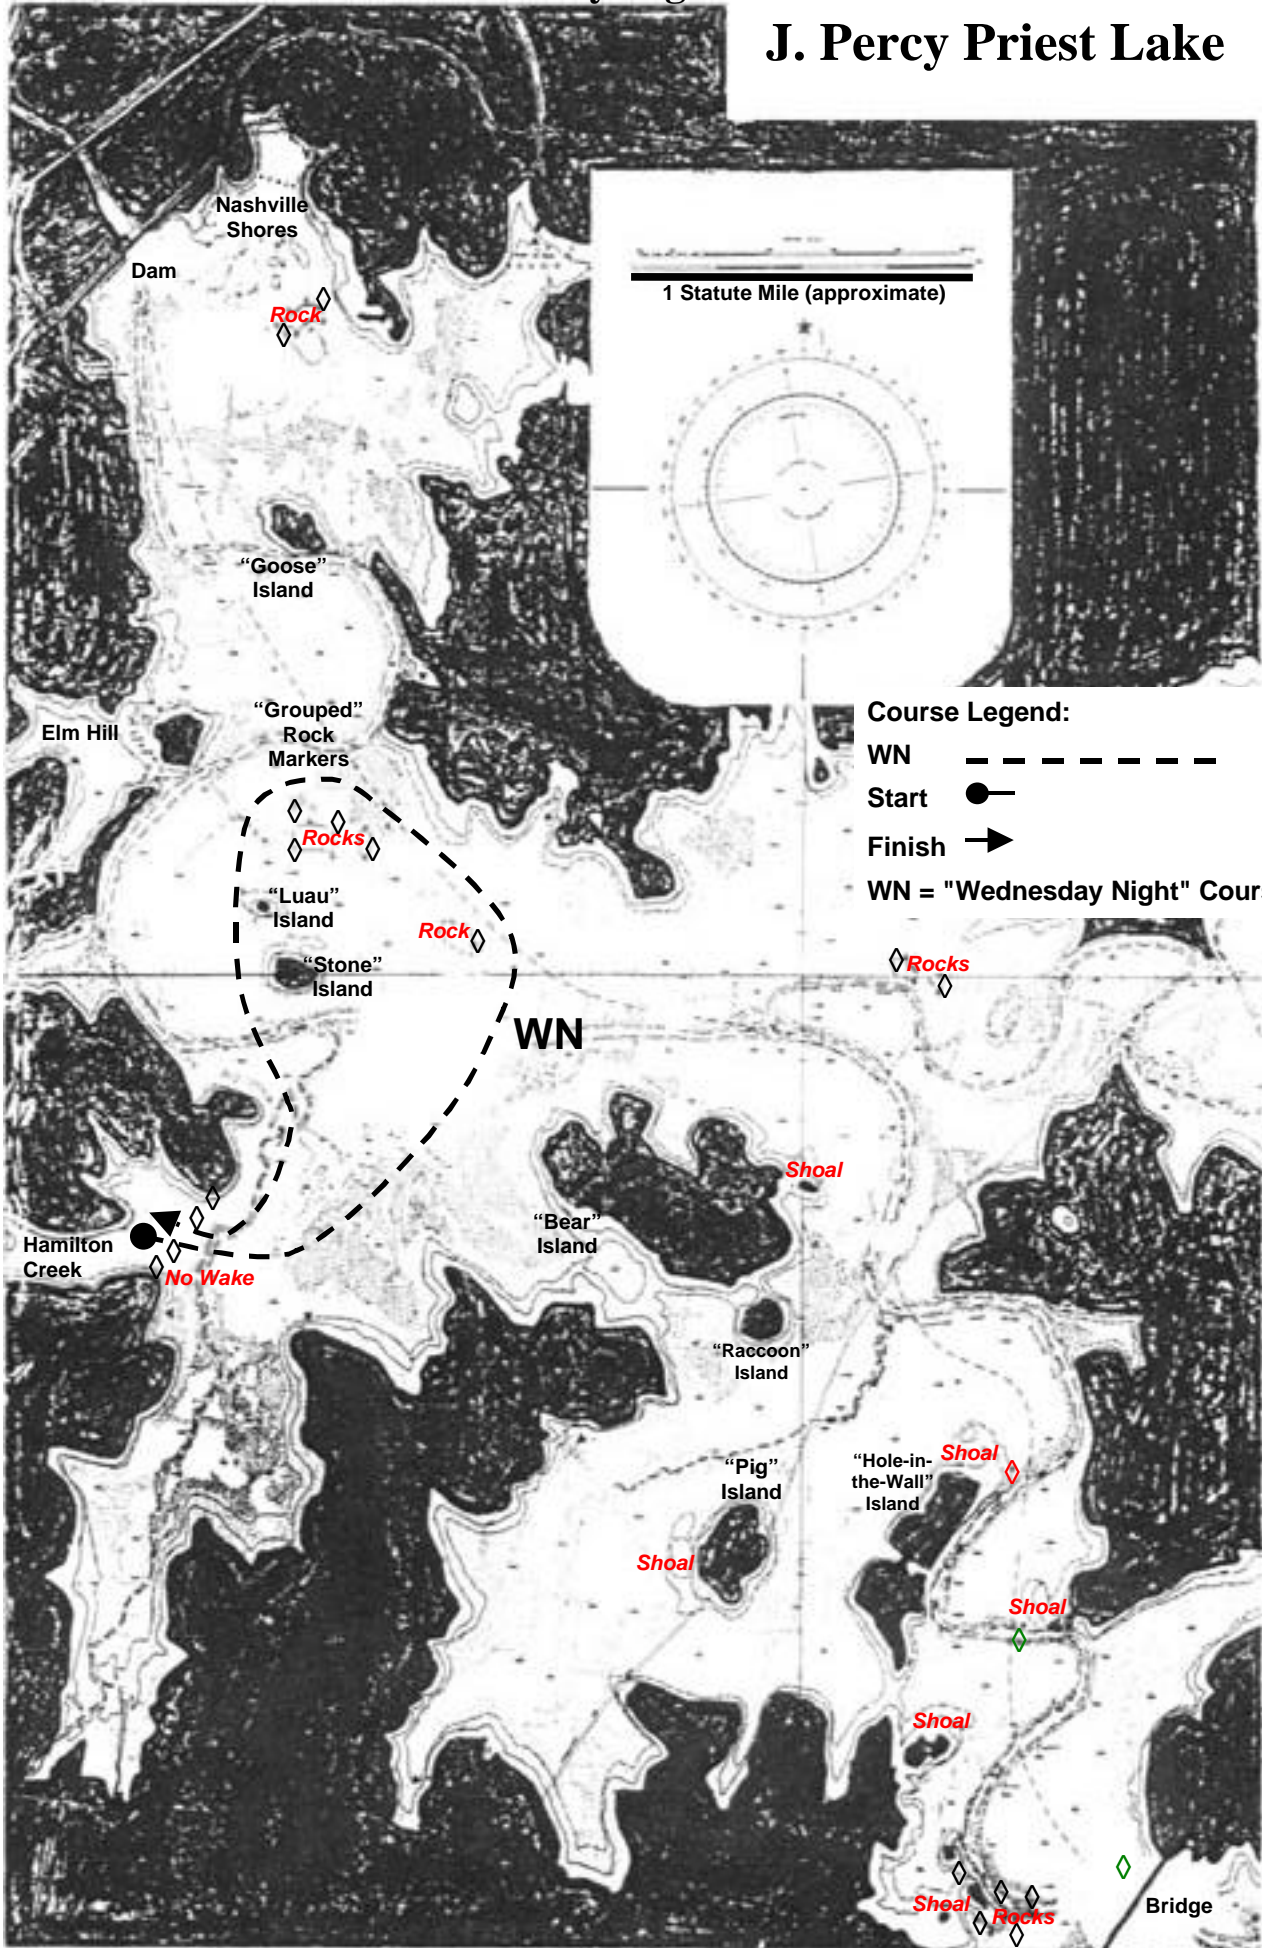 J. Percy Priest Lake
Nashville
Shores
Dam
Rock
1 Statute Mile (approximate)
“Goose”
Island
Elm Hill
“Grouped”
Rock
Markers
Rocks
“Luau”
Island
Rock
“Stone”
Island
WN
Course Legend:
WN
Start
Finish
WN = "Wednesday Night" Cour
Rocks
Shoal
“Bear”
Island
Hamilton
Creek
No Wake
“Raccoon”
Island
“Pig”
Island
Shoal
“Hole-in-
the-Wall”
Island
Shoal
Shoal
Shoal
Shoal
Rocks
Bridge